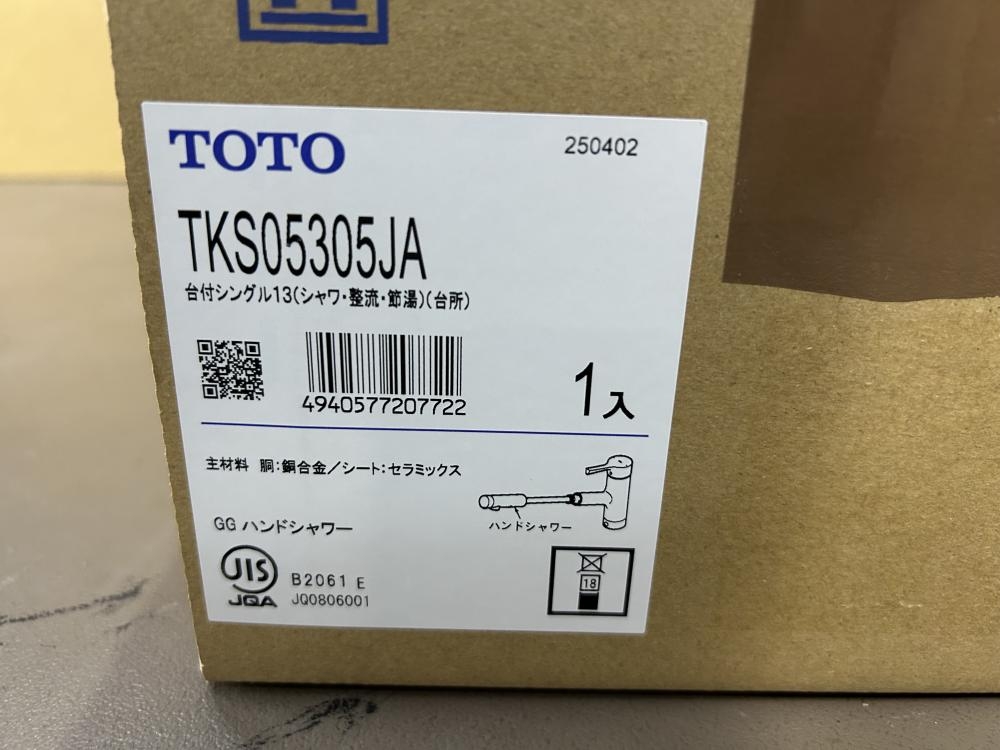 TOTO
250402
TKS05305JA
台付シングル13(シャワ・整流・節湯)(台所)
4940577207722
1入
主材料 胴:銅合金/シート:セラミックス
ハンドシャワー
GG ハンドシャワー
JIS
JQA
B2061 E
JQ0806001
18